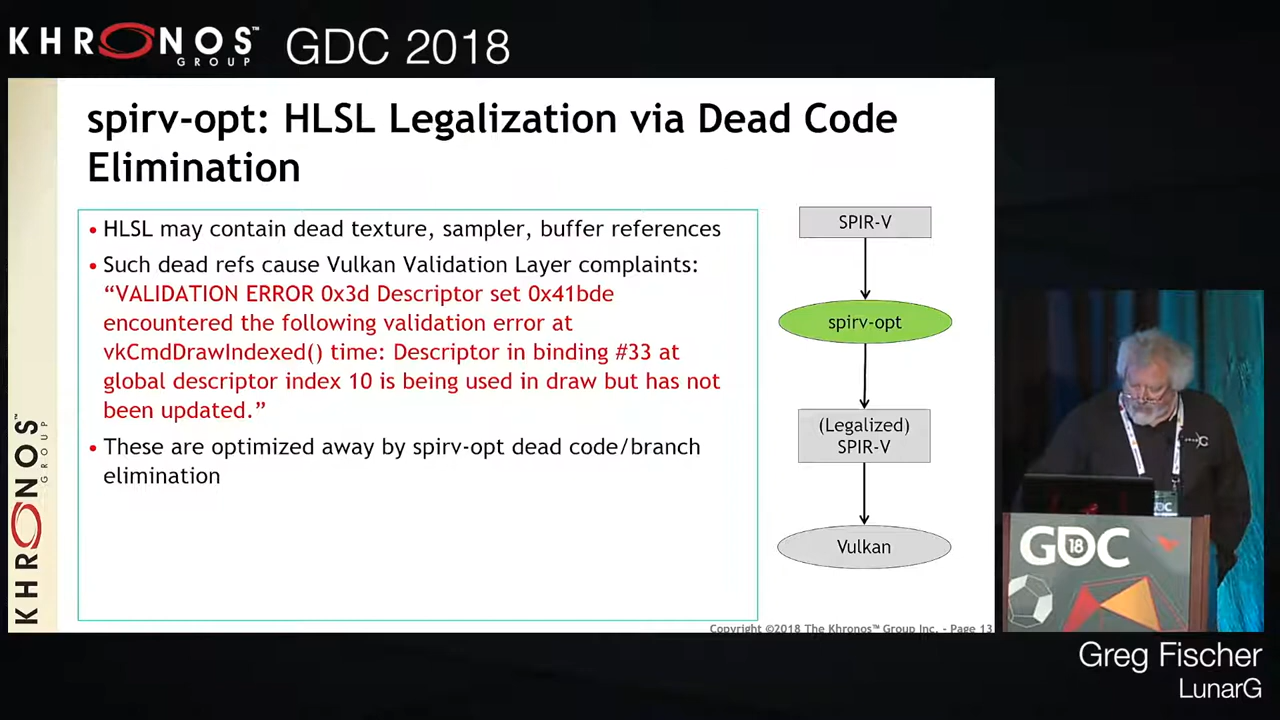 KHRONOS™
GROUP
GDC 2018
spirv-opt: HLSL Legalization via Dead Code
Elimination
• HLSL may contain dead texture, sampler, buffer references
• Such dead refs cause Vulkan Validation Layer complaints:
“VALIDATION ERROR 0x3d Descriptor set 0x41bde
encountered the following validation error at
vkCmdDrawIndexed() time: Descriptor in binding #33 at
global descriptor index 10 is being used in draw but has not
been updated.”
• These are optimized away by spirv-opt dead code/branch
elimination
SPIR-V
spirv-opt
(Legalized)
SPIR-V
Vulkan
KHRONOS™
GROUP
Copyright ©2018 The Khronos™ Group Inc. - Page 13
GDC
18
Greg Fischer
LunarG